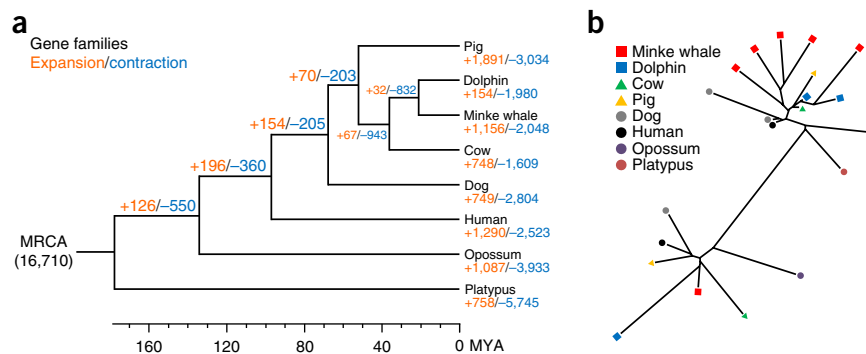 a
Gene families
Expansion/contraction
MRCA
(16,710)
+126/–550
+196/–360
+154/–205
+70/–203
+67/–943
+32/–832
Pig
+1,891/–3,034
Dolphin
+154/–1,980
Minke whale
+1,156/–2,048
Cow
+748/–1,609
Dog
+749/–2,804
Human
+1,290/–2,523
Opossum
+1,087/–3,933
Platypus
+758/–5,745
160 120 80 40 0 MYA
b
Minke whale
Dolphin
Cow
Pig
Dog
Human
Opossum
Platypus